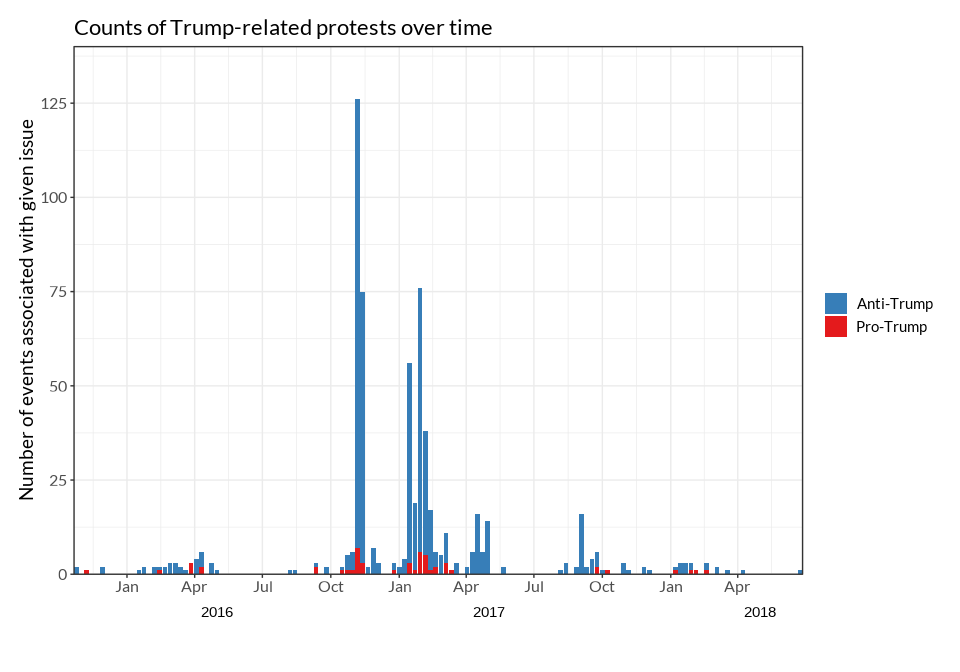 Counts of Trump-related protests over time
Number of events associated with given issue
125
100
75
50
25
0
Jan Apr Jul Oct Jan Apr Jul Oct Jan Apr
2016 2017 2018
Anti-Trump
Pro-Trump